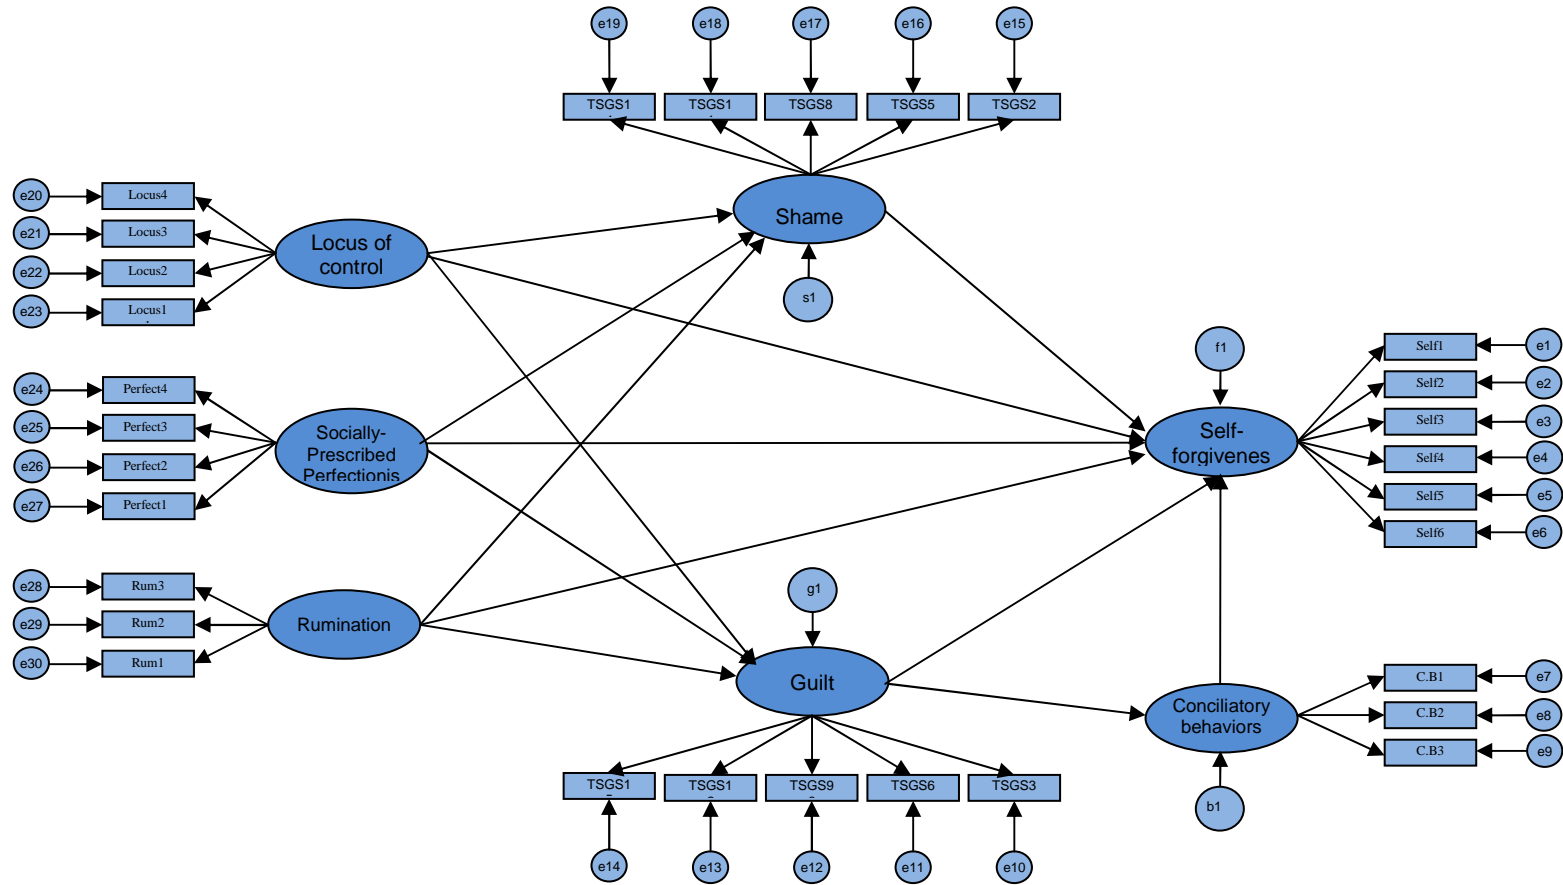 e19
e18
e17
e16
e15
TSGS1
TSGS1
TSGS8
TSGS5
TSGS2
e20
Locus4
e21
Locus3
e22
Locus2
e23
Locus1
Locus of
control
Shame
s1
e24
Perfect4
e25
Perfect3
e26
Perfect2
e27
Perfect1
Socially-
Prescribed
Perfectionis
f1
Self-
forgivenes
Self1
e1
Self2
e2
Self3
e3
Self4
e4
Self5
e5
Self6
e6
e28
Rum3
e29
Rum2
e30
Rum1
Rumination
g1
Guilt
Conciliatory
behaviors
C.B1
e7
C.B2
e8
C.B3
e9
b1
TSGS1
TSGS1
TSGS9
TSGS6
TSGS3
e14
e13
e12
e11
e10